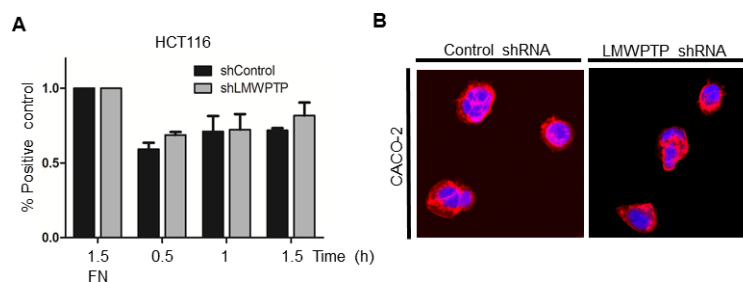 A
HCT116
shControl
shLMWPTP
% Positive control
1.0
0.5
0.0
1.5 0.5 1 1.5 Time (h)
FN
B
Control shRNA LMWPTP shRNA
CACO-2